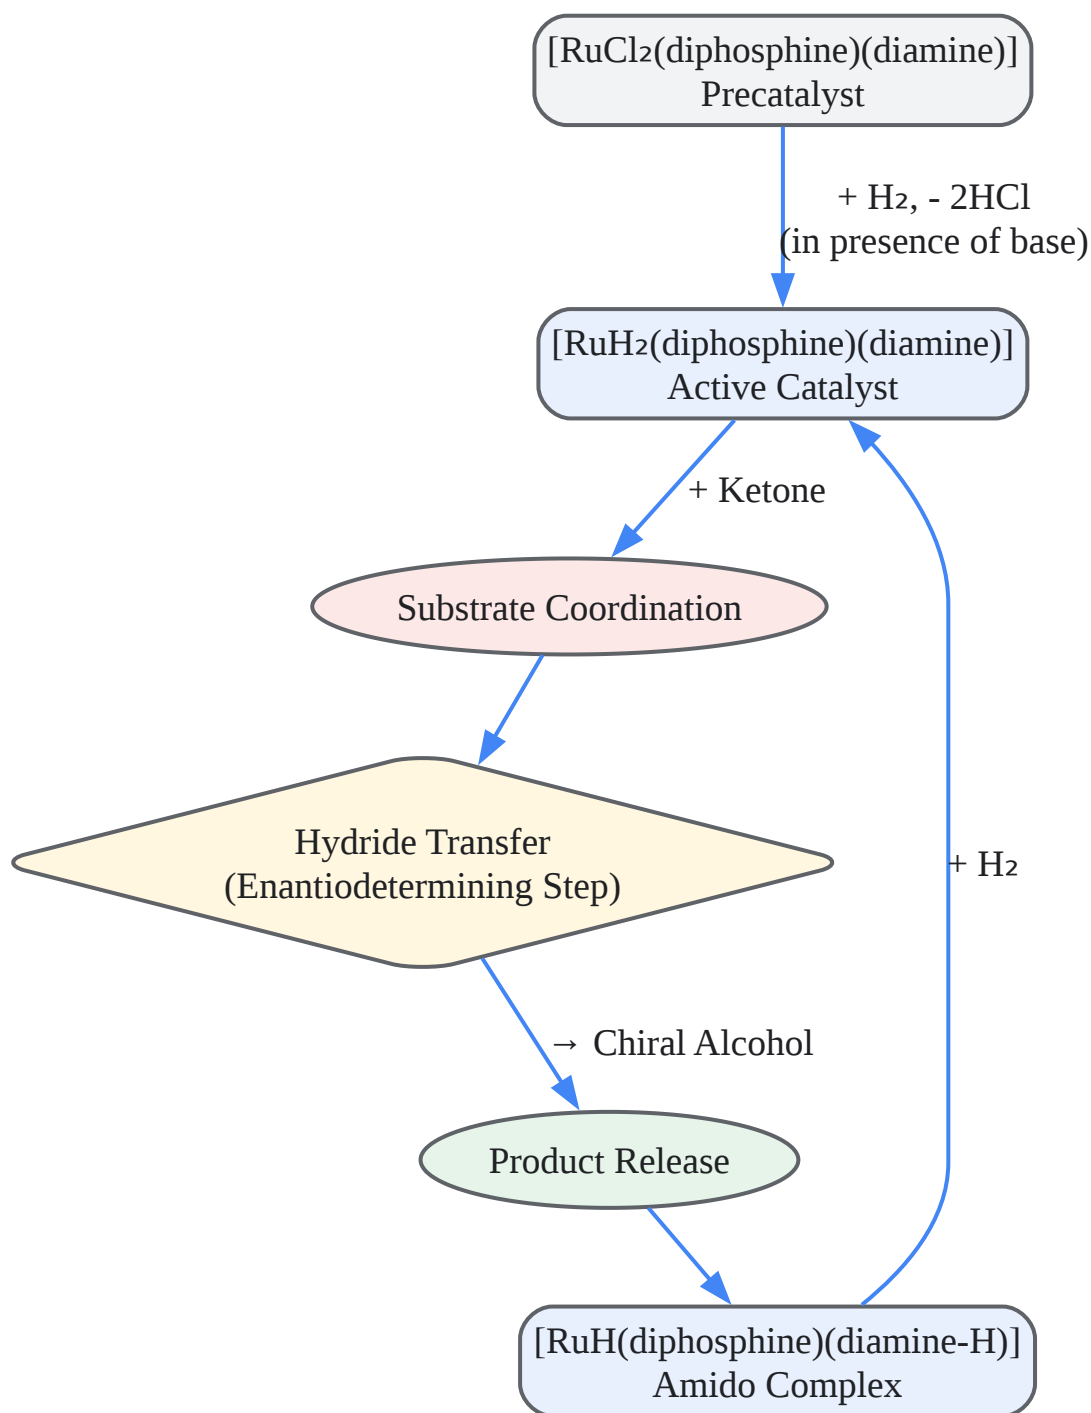 [RuCl₂(diphosphine)(diamine)]
Precatalyst
+ H₂, - 2HCl
(in presence of base)
[RuH₂(diphosphine)(diamine)]
Active Catalyst
+ Ketone
Substrate Coordination
Hydride Transfer
(Enantiodetermining Step)
+ H₂
→ Chiral Alcohol
Product Release
[RuH(diphosphine)(diamine-H)]
Amido Complex